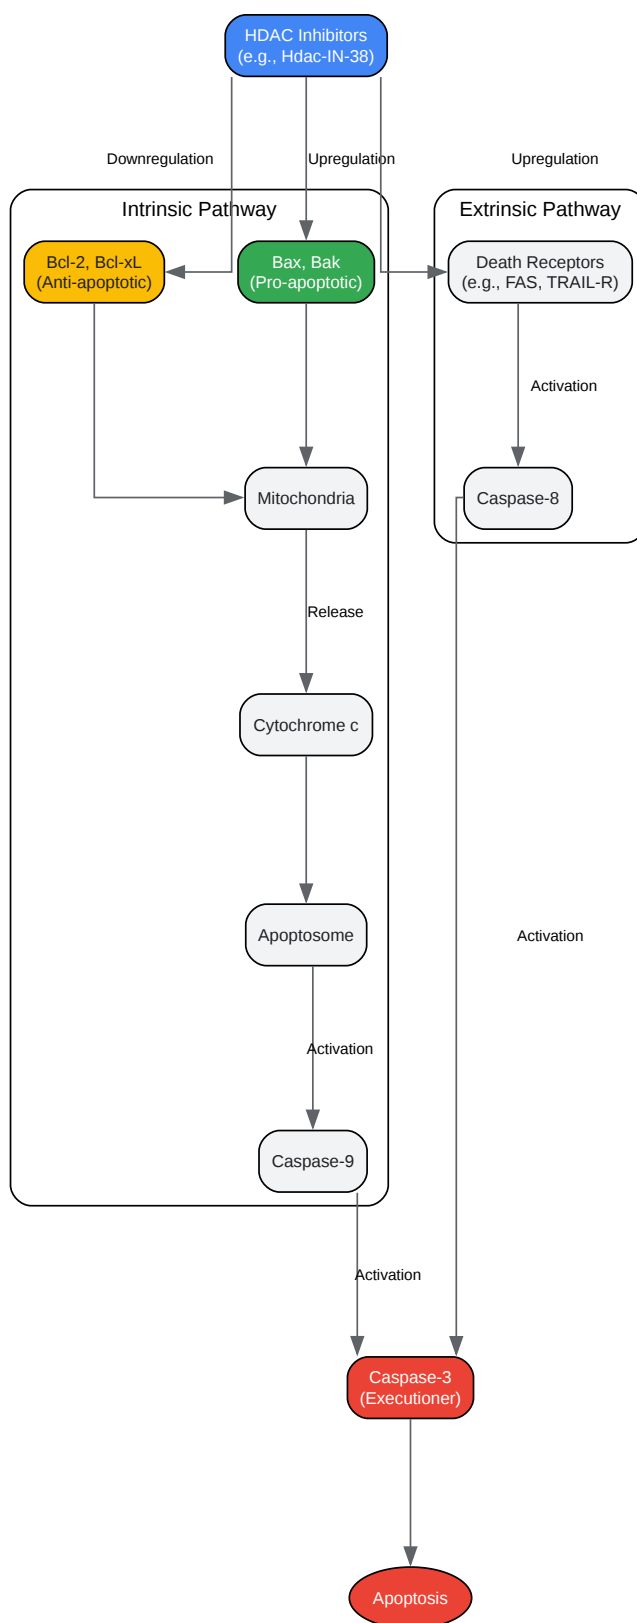 HDAC Inhibitors
(e.g., Hdac-IN-38)
Downregulation
Upregulation
Upregulation
Intrinsic Pathway
Extrinsic Pathway
Bcl-2, Bcl-xL
(Anti-apoptotic)
Bax, Bak
(Pro-apoptotic)
Death Receptors
(e.g., FAS, TRAIL-R)
Activation
Mitochondria
Caspase-8
Release
Cytochrome c
Apoptosome
Activation
Activation
Caspase-9
Activation
Caspase-3
(Executioner)
Apoptosis